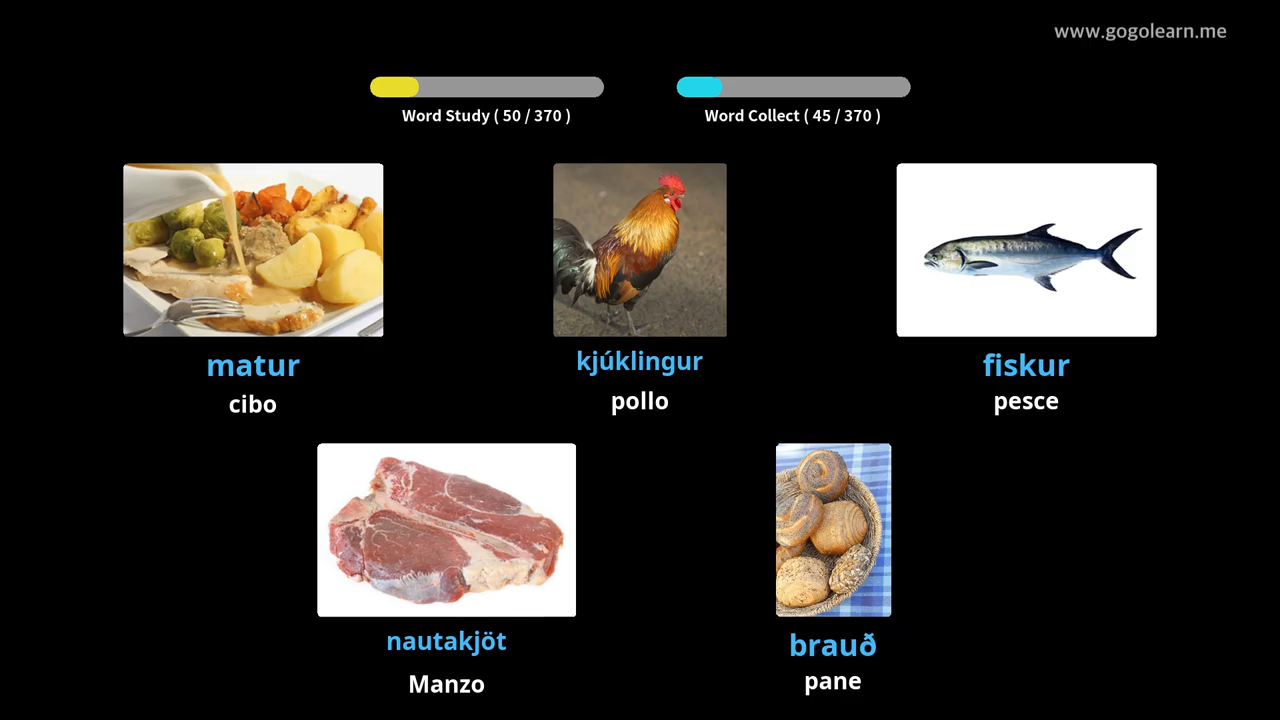 www.gogolearn.me
Word Study ( 50 / 370 )
Word Collect ( 45 / 370 )
matur
cibo
kjúklingur
pollo
fiskur
pesce
nautakjöt
Manzo
brauð
pane